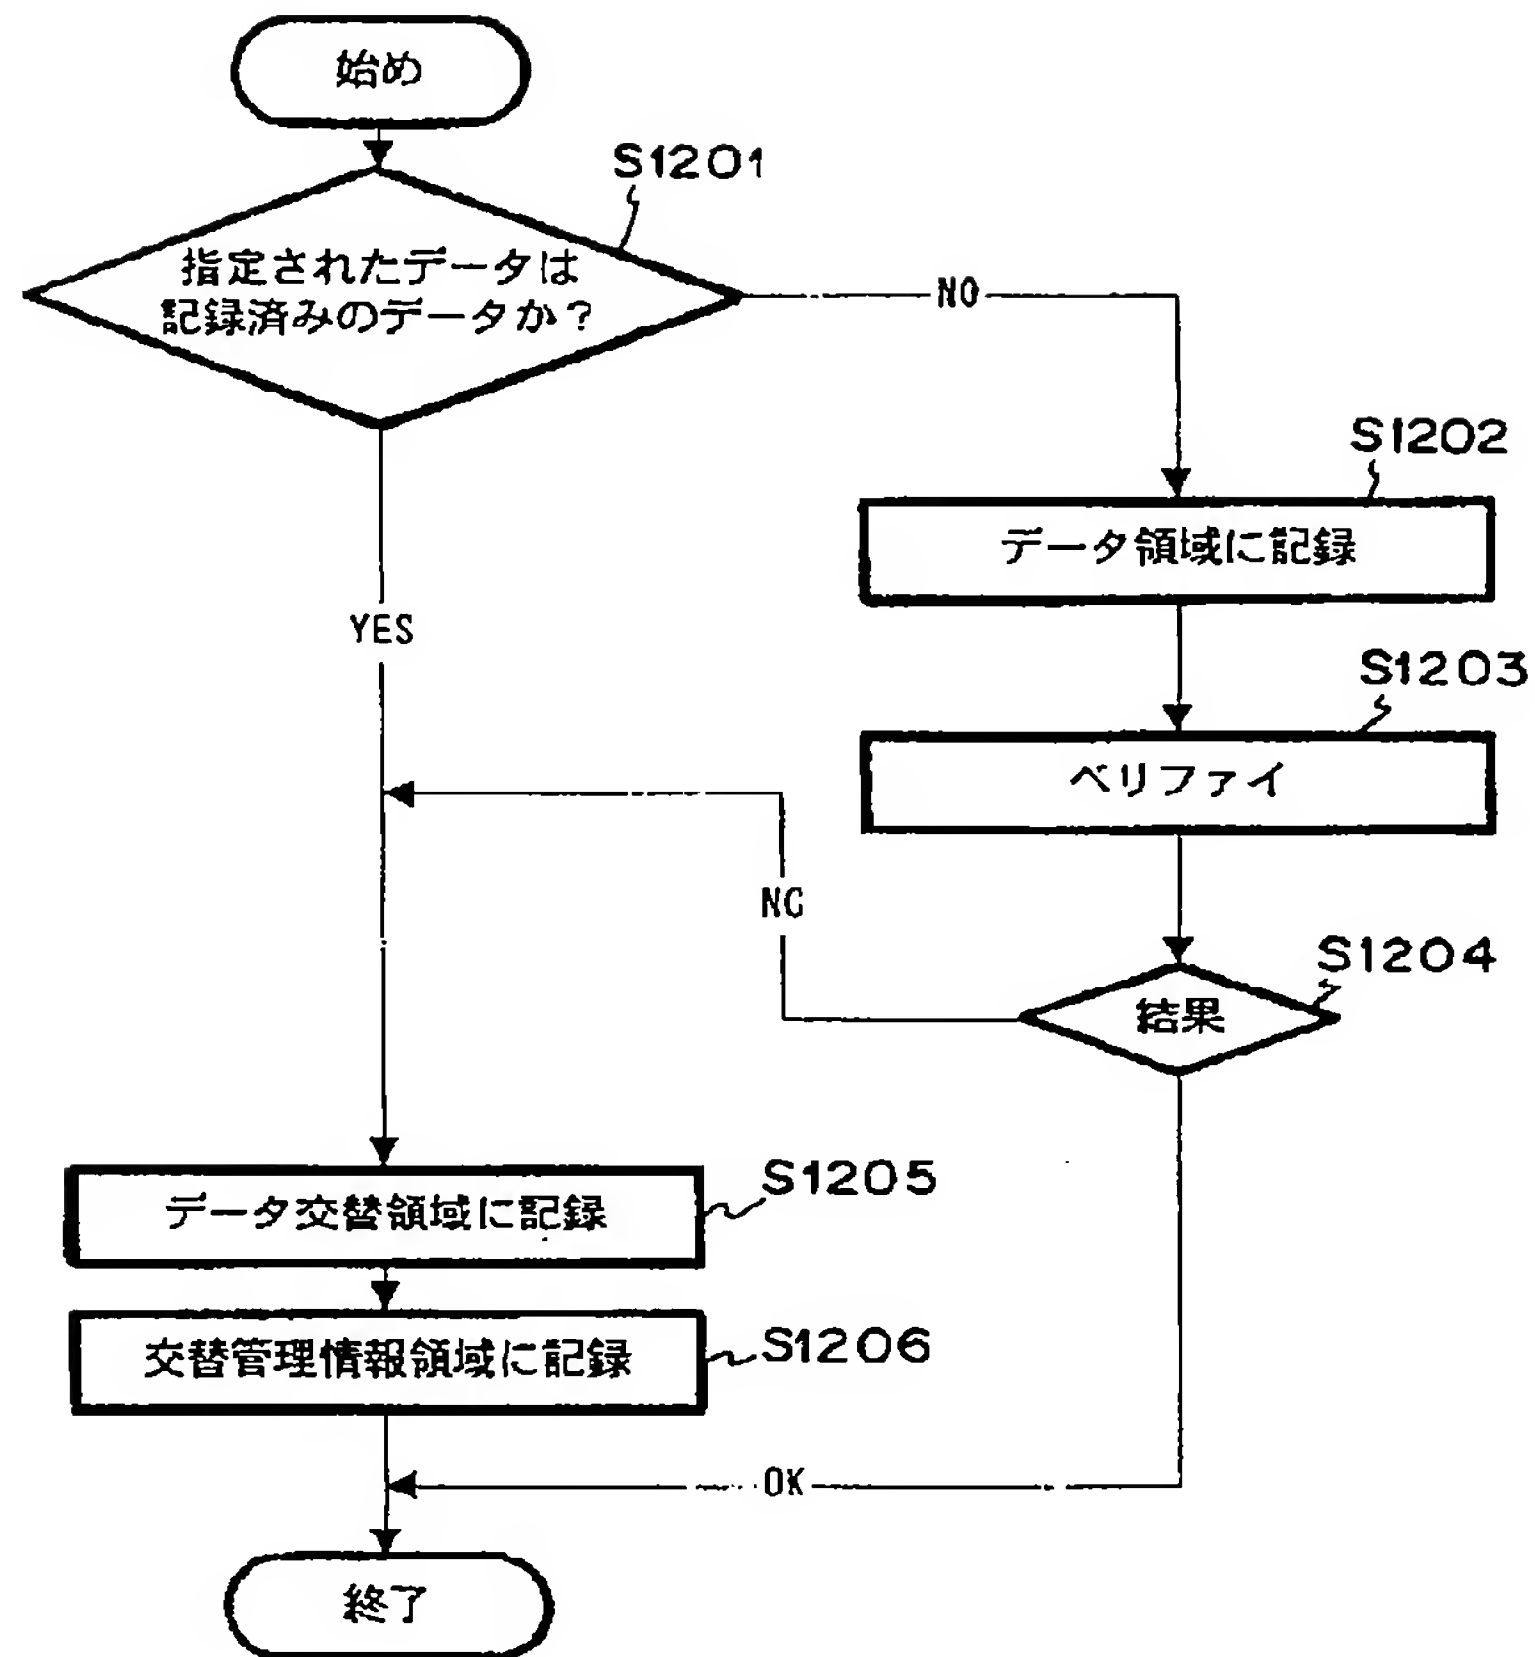 始め
S1201
指定されたデータは
記録済みのデータか？
NO
S1202
データ領域に記録
YES
S1203
ベリファイ
NG
S1204
結果
S1205
データ交替領域に記録
S1206
交替管理情報領域に記録
OK
終了